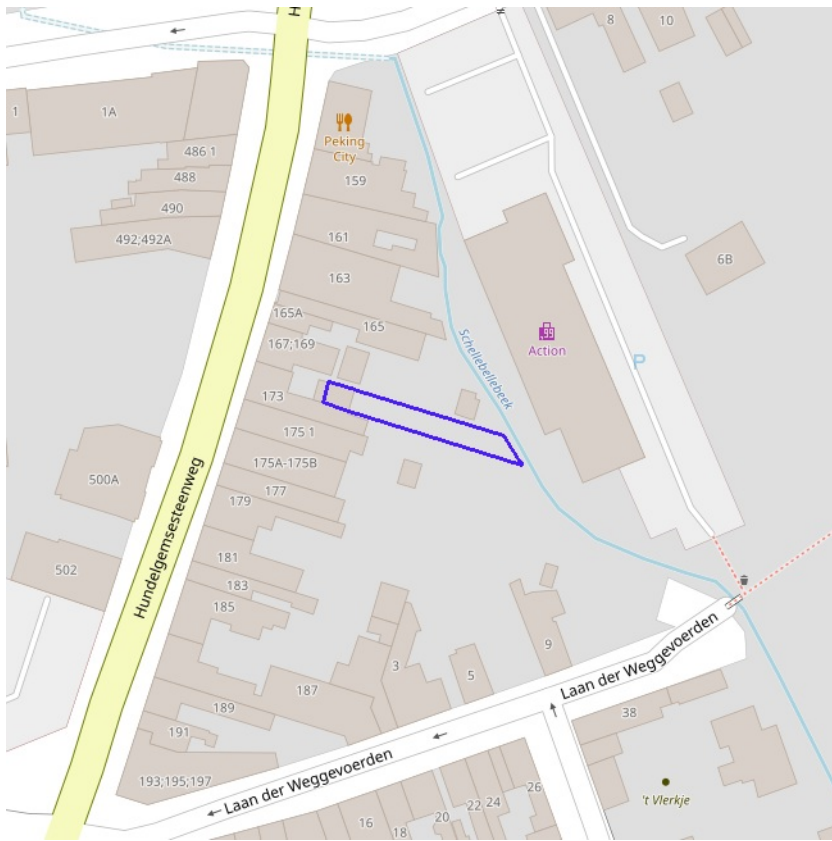 H
8
10
1
1A
Peking
City
486 1
488
159
490
492;492A
161
6B
163
165A
165
Schellebellebeek
167;169
Action
P
173
175 1
175A-175B
500A
177
179
Hundelgemsesteenweg
181
502
183
185
9
Laan der Weggevoerden
3
5
187
189
38
191
Laan der Weggevoerden
193;195;197
26
't Vlerkje
24
22
20
16
18